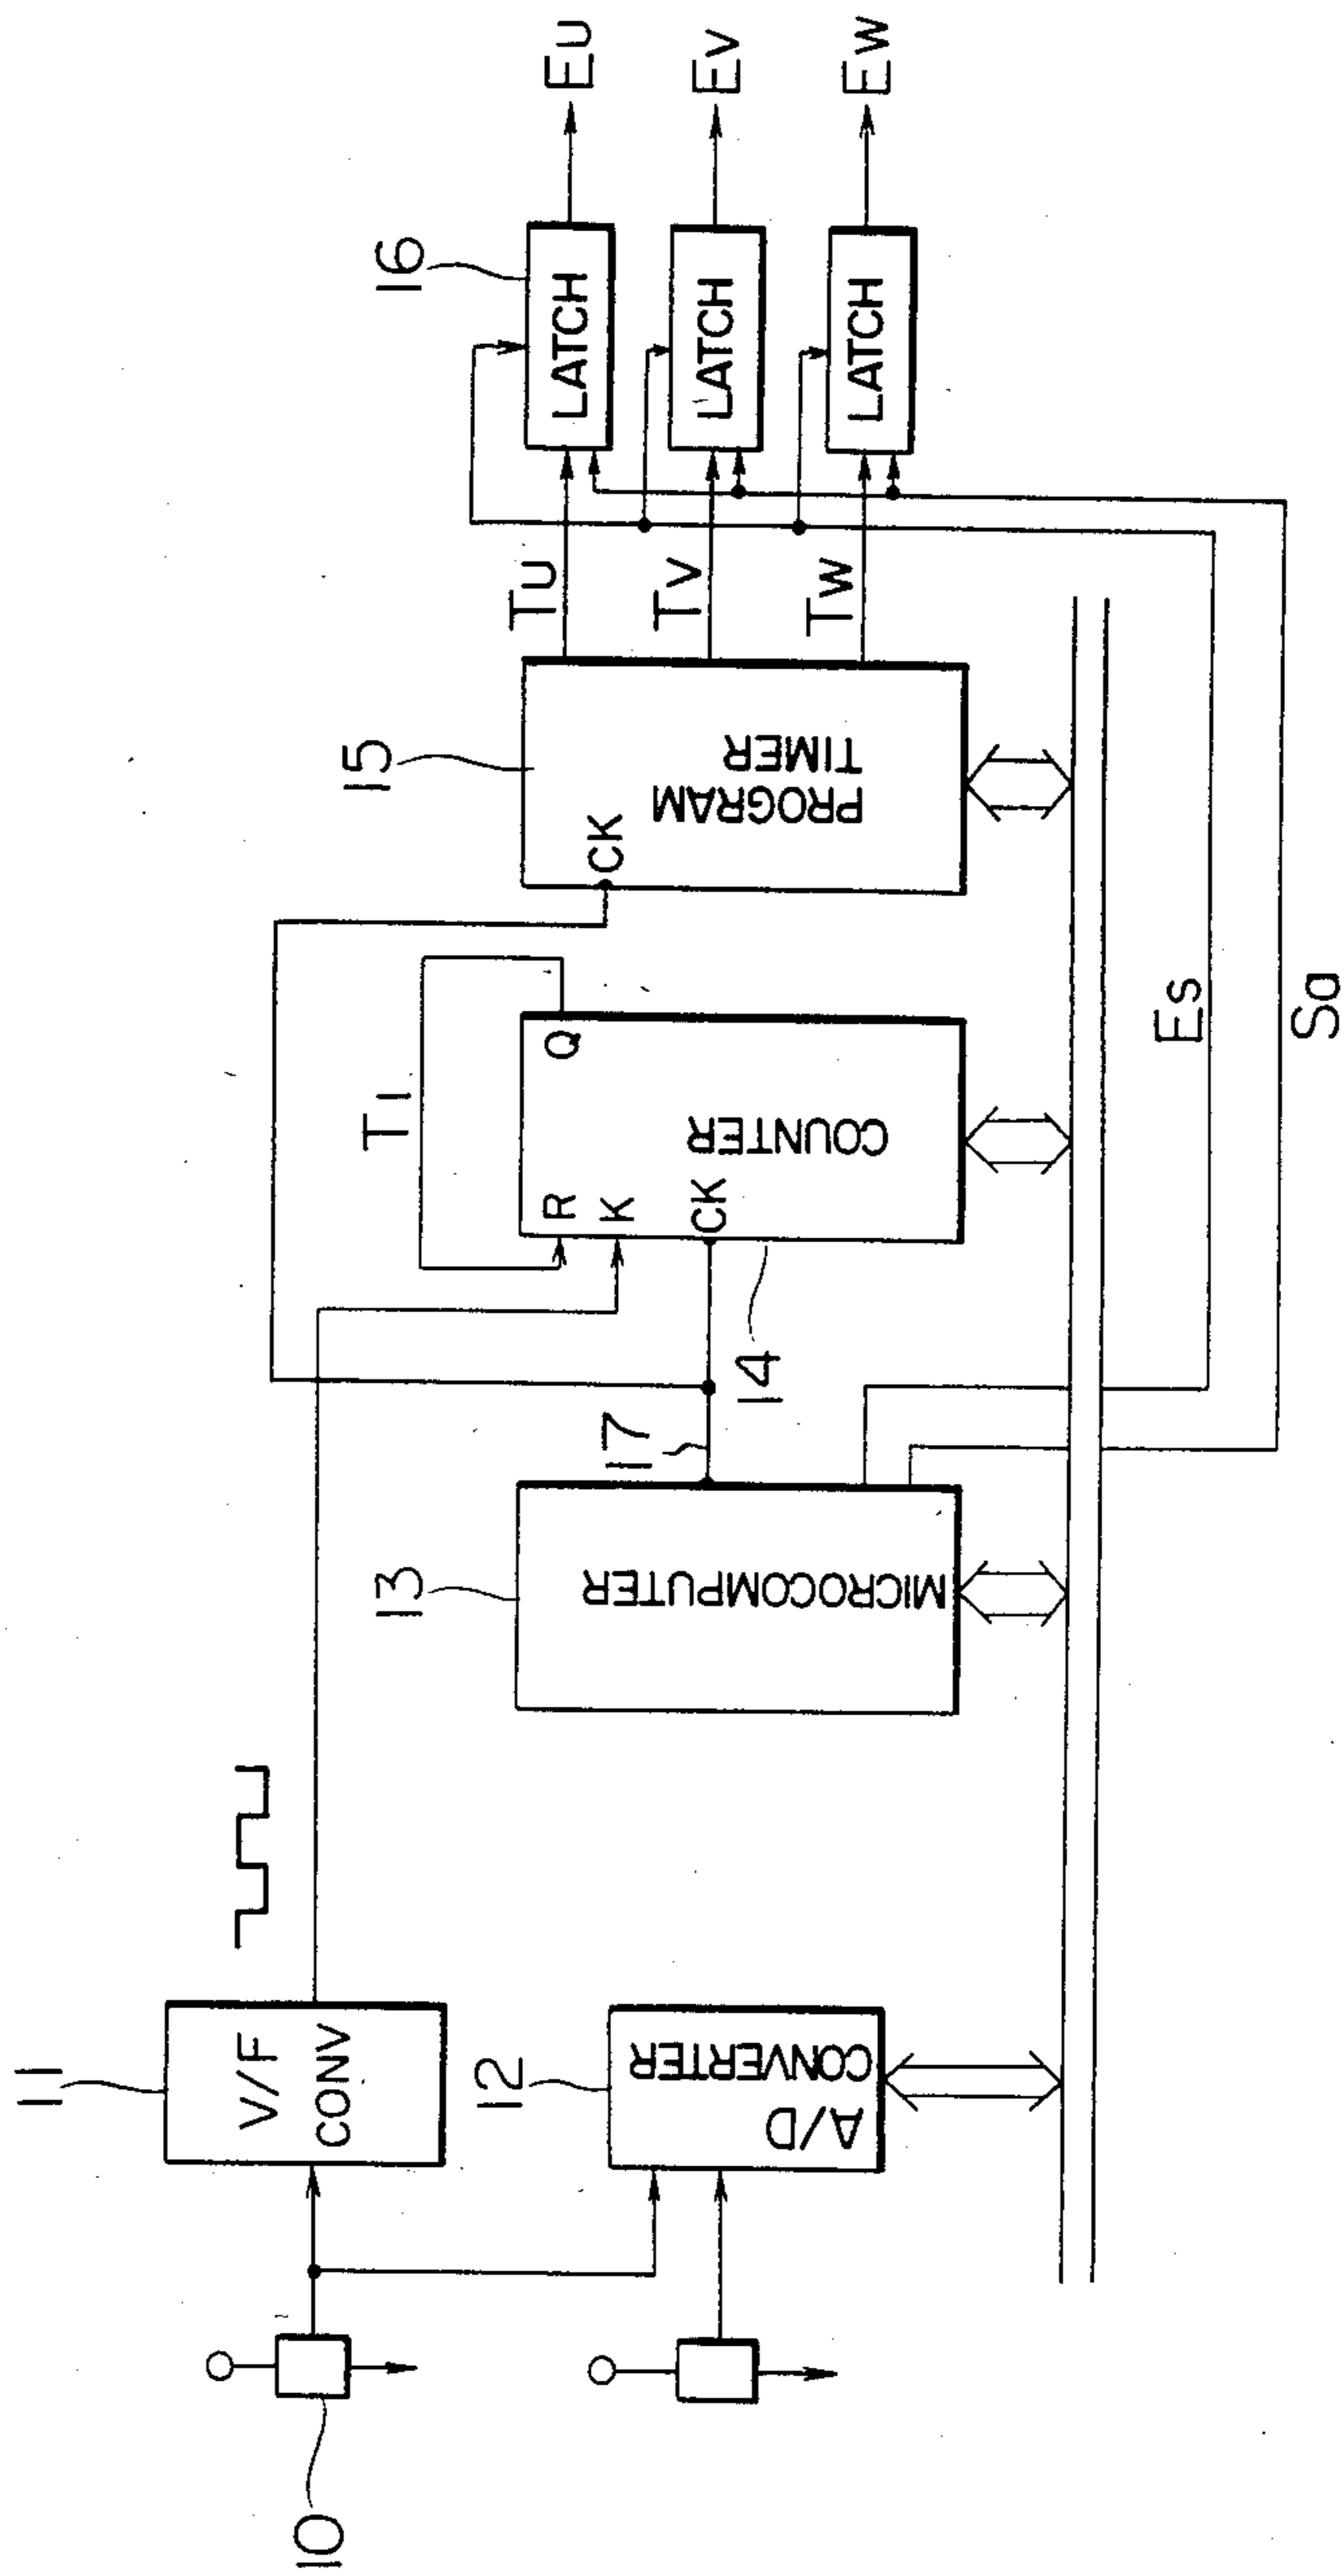 10
11
V/F
CONV
12
A/D
CONVERTER
13
MICROCOMPUTER
17
14
T1
R
K
CK
Q
COUNTER
15
CK
PROGRAM
TIMER
TU
TV
TW
16
LATCH
LATCH
LATCH
EU
EV
EW
ES
Sa